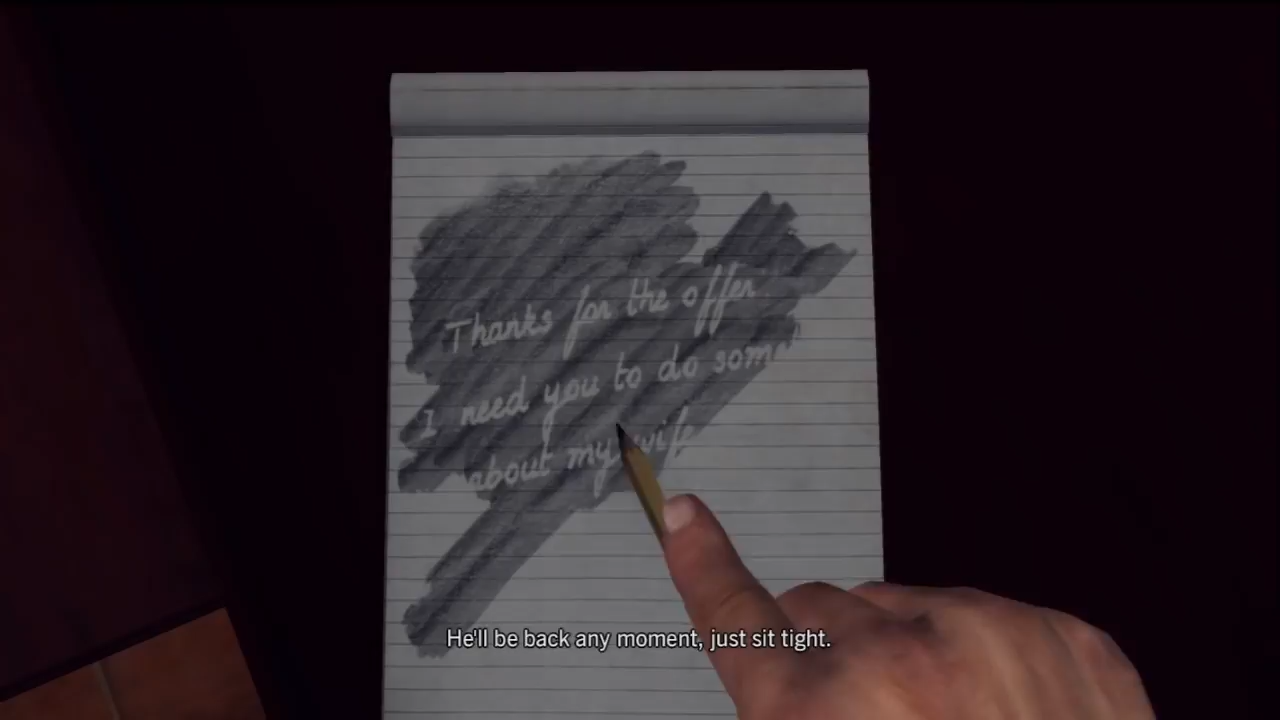 Thanks for the offer
I need you to do some
about my wife
He'll be back any moment, just sit tight.